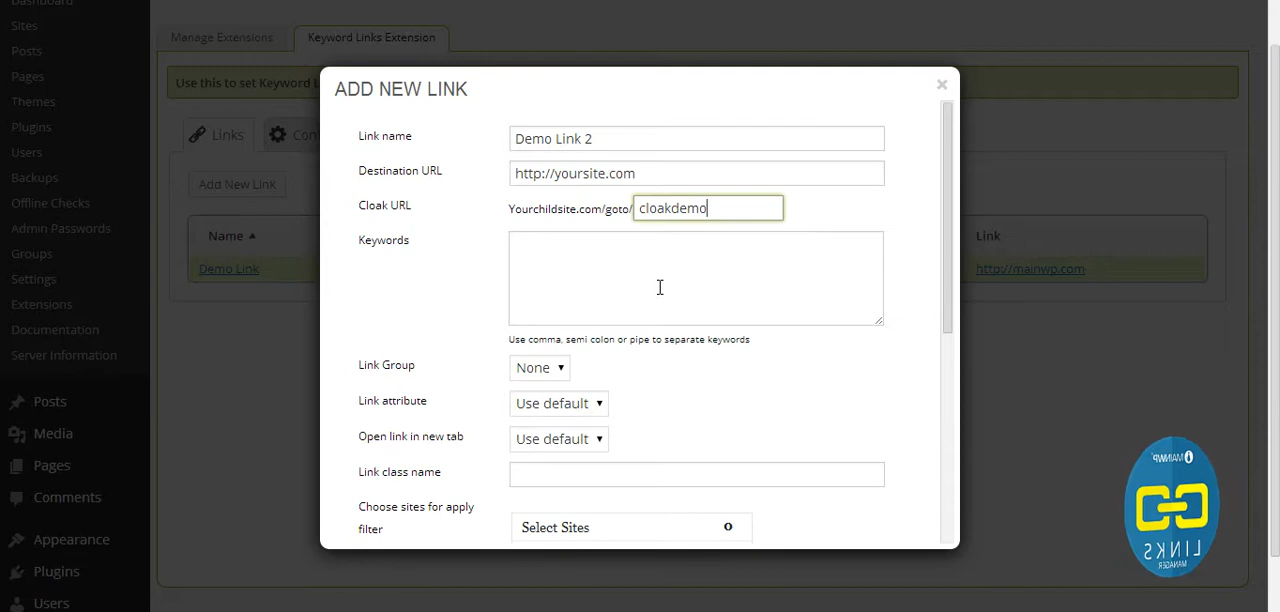 Dashboard
Sites
Posts
Pages
Themes
Plugins
Users
Backups
Offline Checks
Admin Passwords
Groups
Settings
Extensions
Documentation
Server Information
Posts
Media
Pages
Comments
Appearance
Plugins
Users
Manage Extensions
Keyword Links Extension
Use this to set Keyword L
Links
Con
Add New Link
Name
Link
Demo Link
http://mainwp.com
ADD NEW LINK
×
Link name
Demo Link 2
Destination URL
http://yoursite.com
Cloak URL
Yourchildsite.com/goto/ cloakdemo
Keywords
Use comma, semi colon or pipe to separate keywords
Link Group
None
Link attribute
Use default
Open link in new tab
Use default
Link class name
Choose sites for apply
filter
Select Sites
0
MAINWP
LINKS
MANAGER